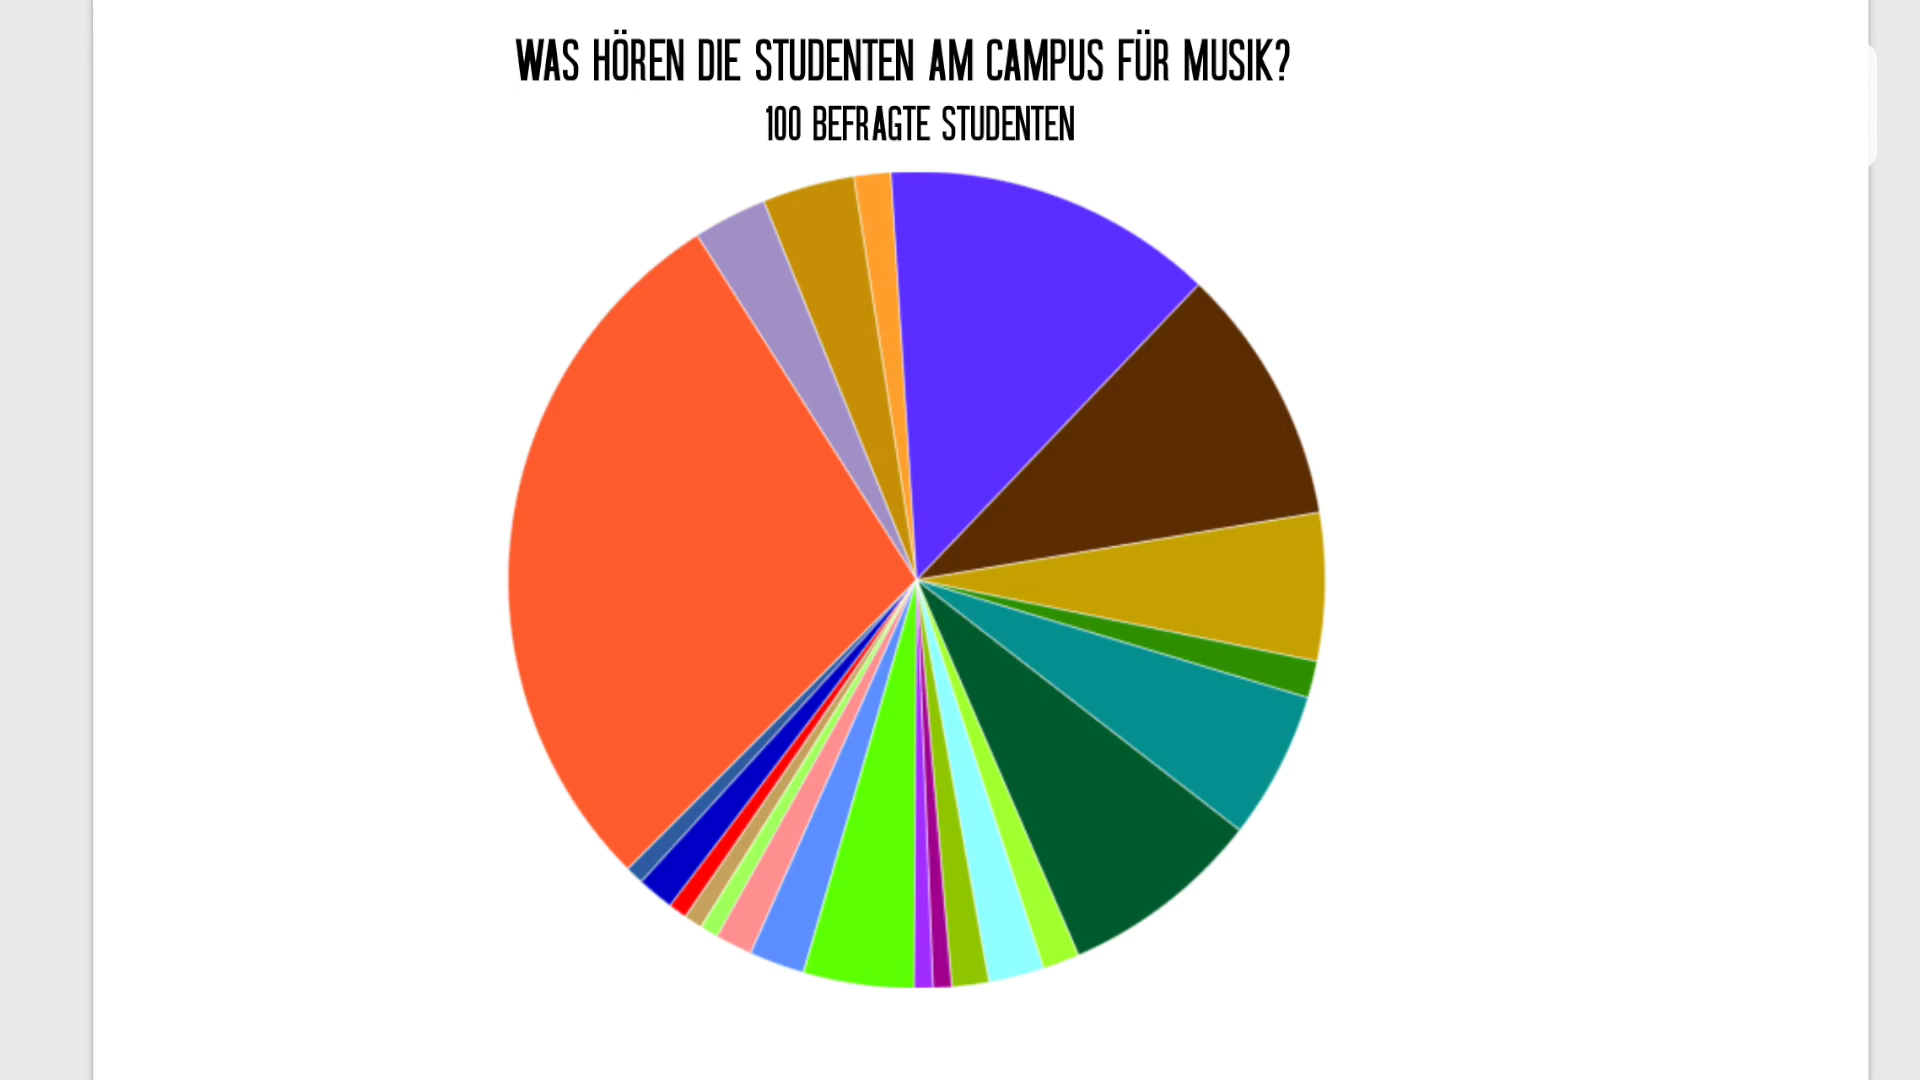 WAS HÖREN DIE STUDENTEN AM CAMPUS FÜR MUSIK?
100 BEFRAGTE STUDENTEN